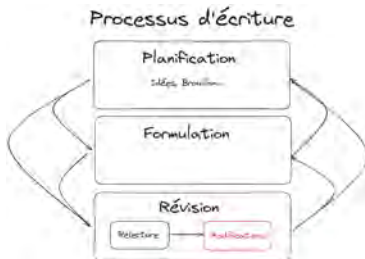 Processus d'écriture
Planification
Idées, Brouillon...
Formulation
Révision
Relecture
Modifications